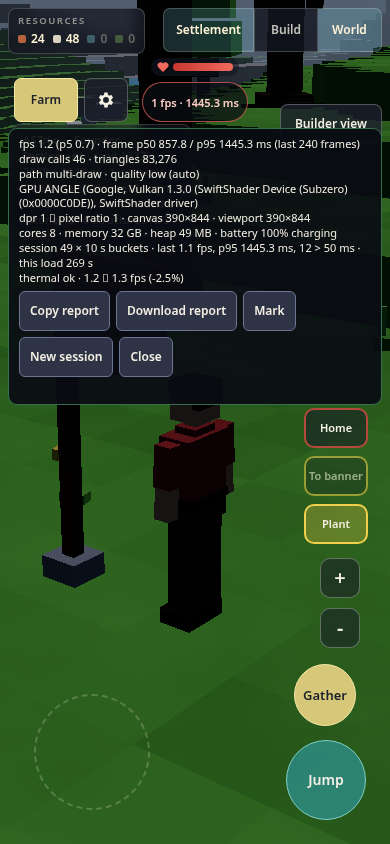 RESOURCES
24 48 0 0
Settlement Build World
Farm
1 fps · 1445.3 ms
Builder view
fps 1.2 (p5 0.7) · frame p50 857.8 / p95 1445.3 ms (last 240 frames)
draw calls 46 · triangles 83,276
path multi-draw · quality low (auto)
GPU ANGLE (Google, Vulkan 1.3.0 (SwiftShader Device (Subzero)
(0x0000C0DE)), SwiftShader driver)
dpr 1 ▯ pixel ratio 1 · canvas 390×844 · viewport 390×844
cores 8 · memory 32 GB · heap 49 MB · battery 100% charging
session 49 × 10 s buckets · last 1.1 fps, p95 1445.3 ms, 12 > 50 ms ·
this load 269 s
thermal ok · 1.2 ▯ 1.3 fps (-2.5%)
Copy report Download report Mark
New session Close
Home
To banner
Plant
+
-
Gather
Jump